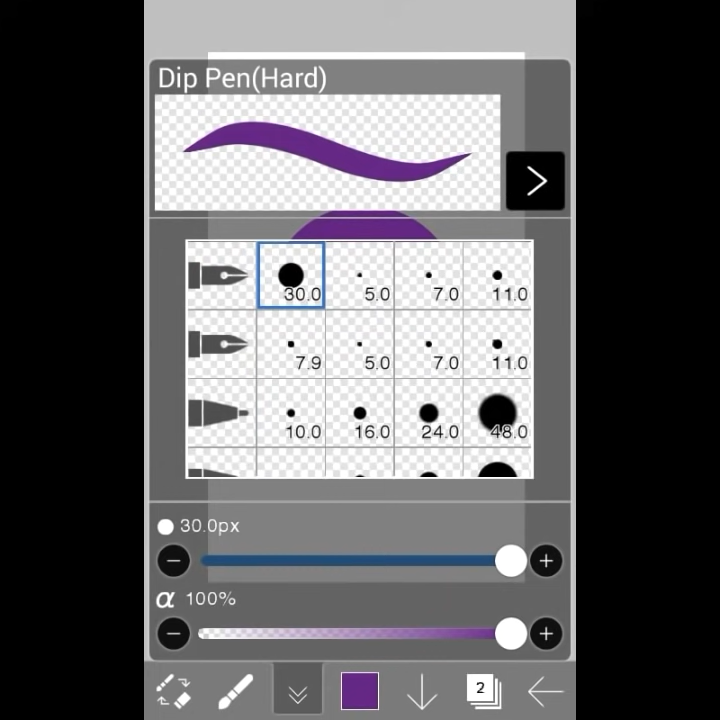 Dip Pen(Hard)
30.0 5.0 7.0 11.0
7.9 5.0 7.0 11.0
10.0 16.0 24.0 48.0
30.0px
α 100%
2